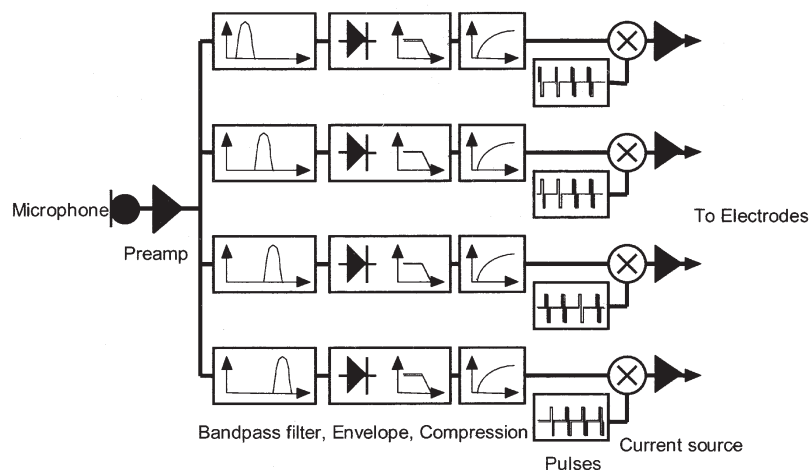 Microphone
Preamp
To Electrodes
Bandpass filter, Envelope, Compression
Current source
Pulses